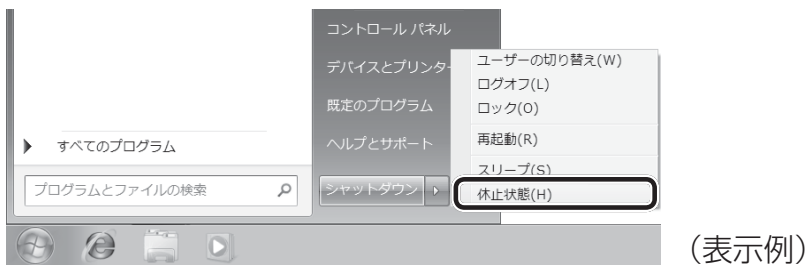 コントロール パネル
デバイスとプリンター
既定のプログラム
ヘルプとサポート
すべてのプログラム
プログラムとファイルの検索
シャットダウン
ユーザーの切り替え(W)
ログオフ(L)
ロック(O)
再起動(R)
スリープ(S)
休止状態(H)
（表示例）